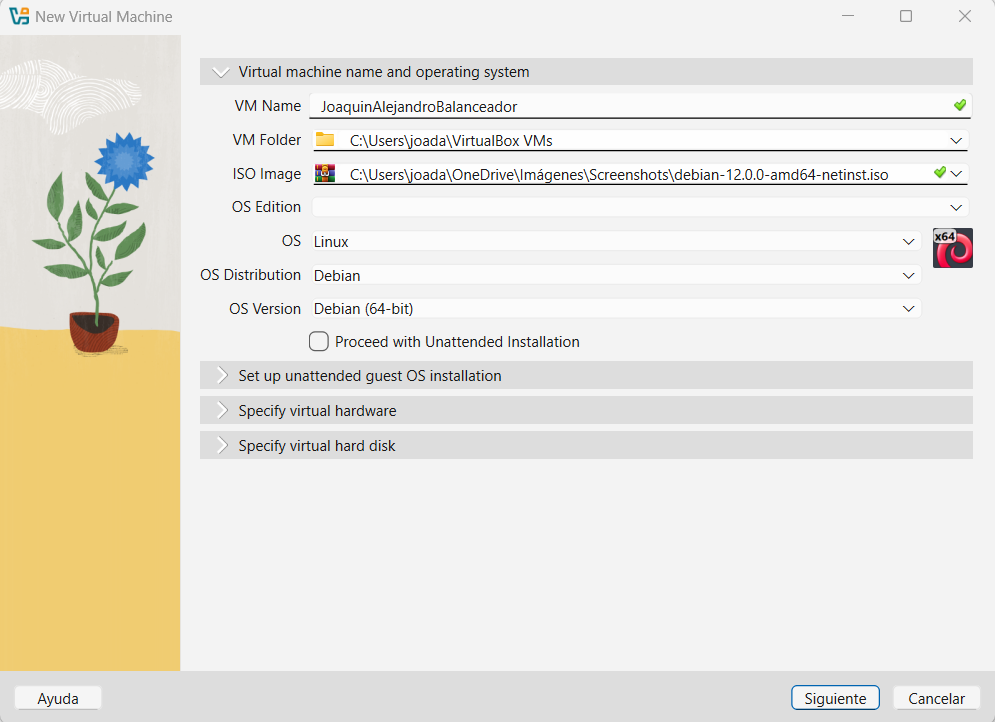 New Virtual Machine
Virtual machine name and operating system
VM Name JoaquinAlejandroBalanceador
VM Folder C:\Users\joada\VirtualBox VMs
ISO Image C:\Users\joada\OneDrive\Imágenes\Screenshots\debian-12.0.0-amd64-netinst.iso
OS Edition
OS Linux x64
OS Distribution Debian
OS Version Debian (64-bit)
Proceed with Unattended Installation
Set up unattended guest OS installation
Specify virtual hardware
Specify virtual hard disk
Ayuda Siguiente Cancelar